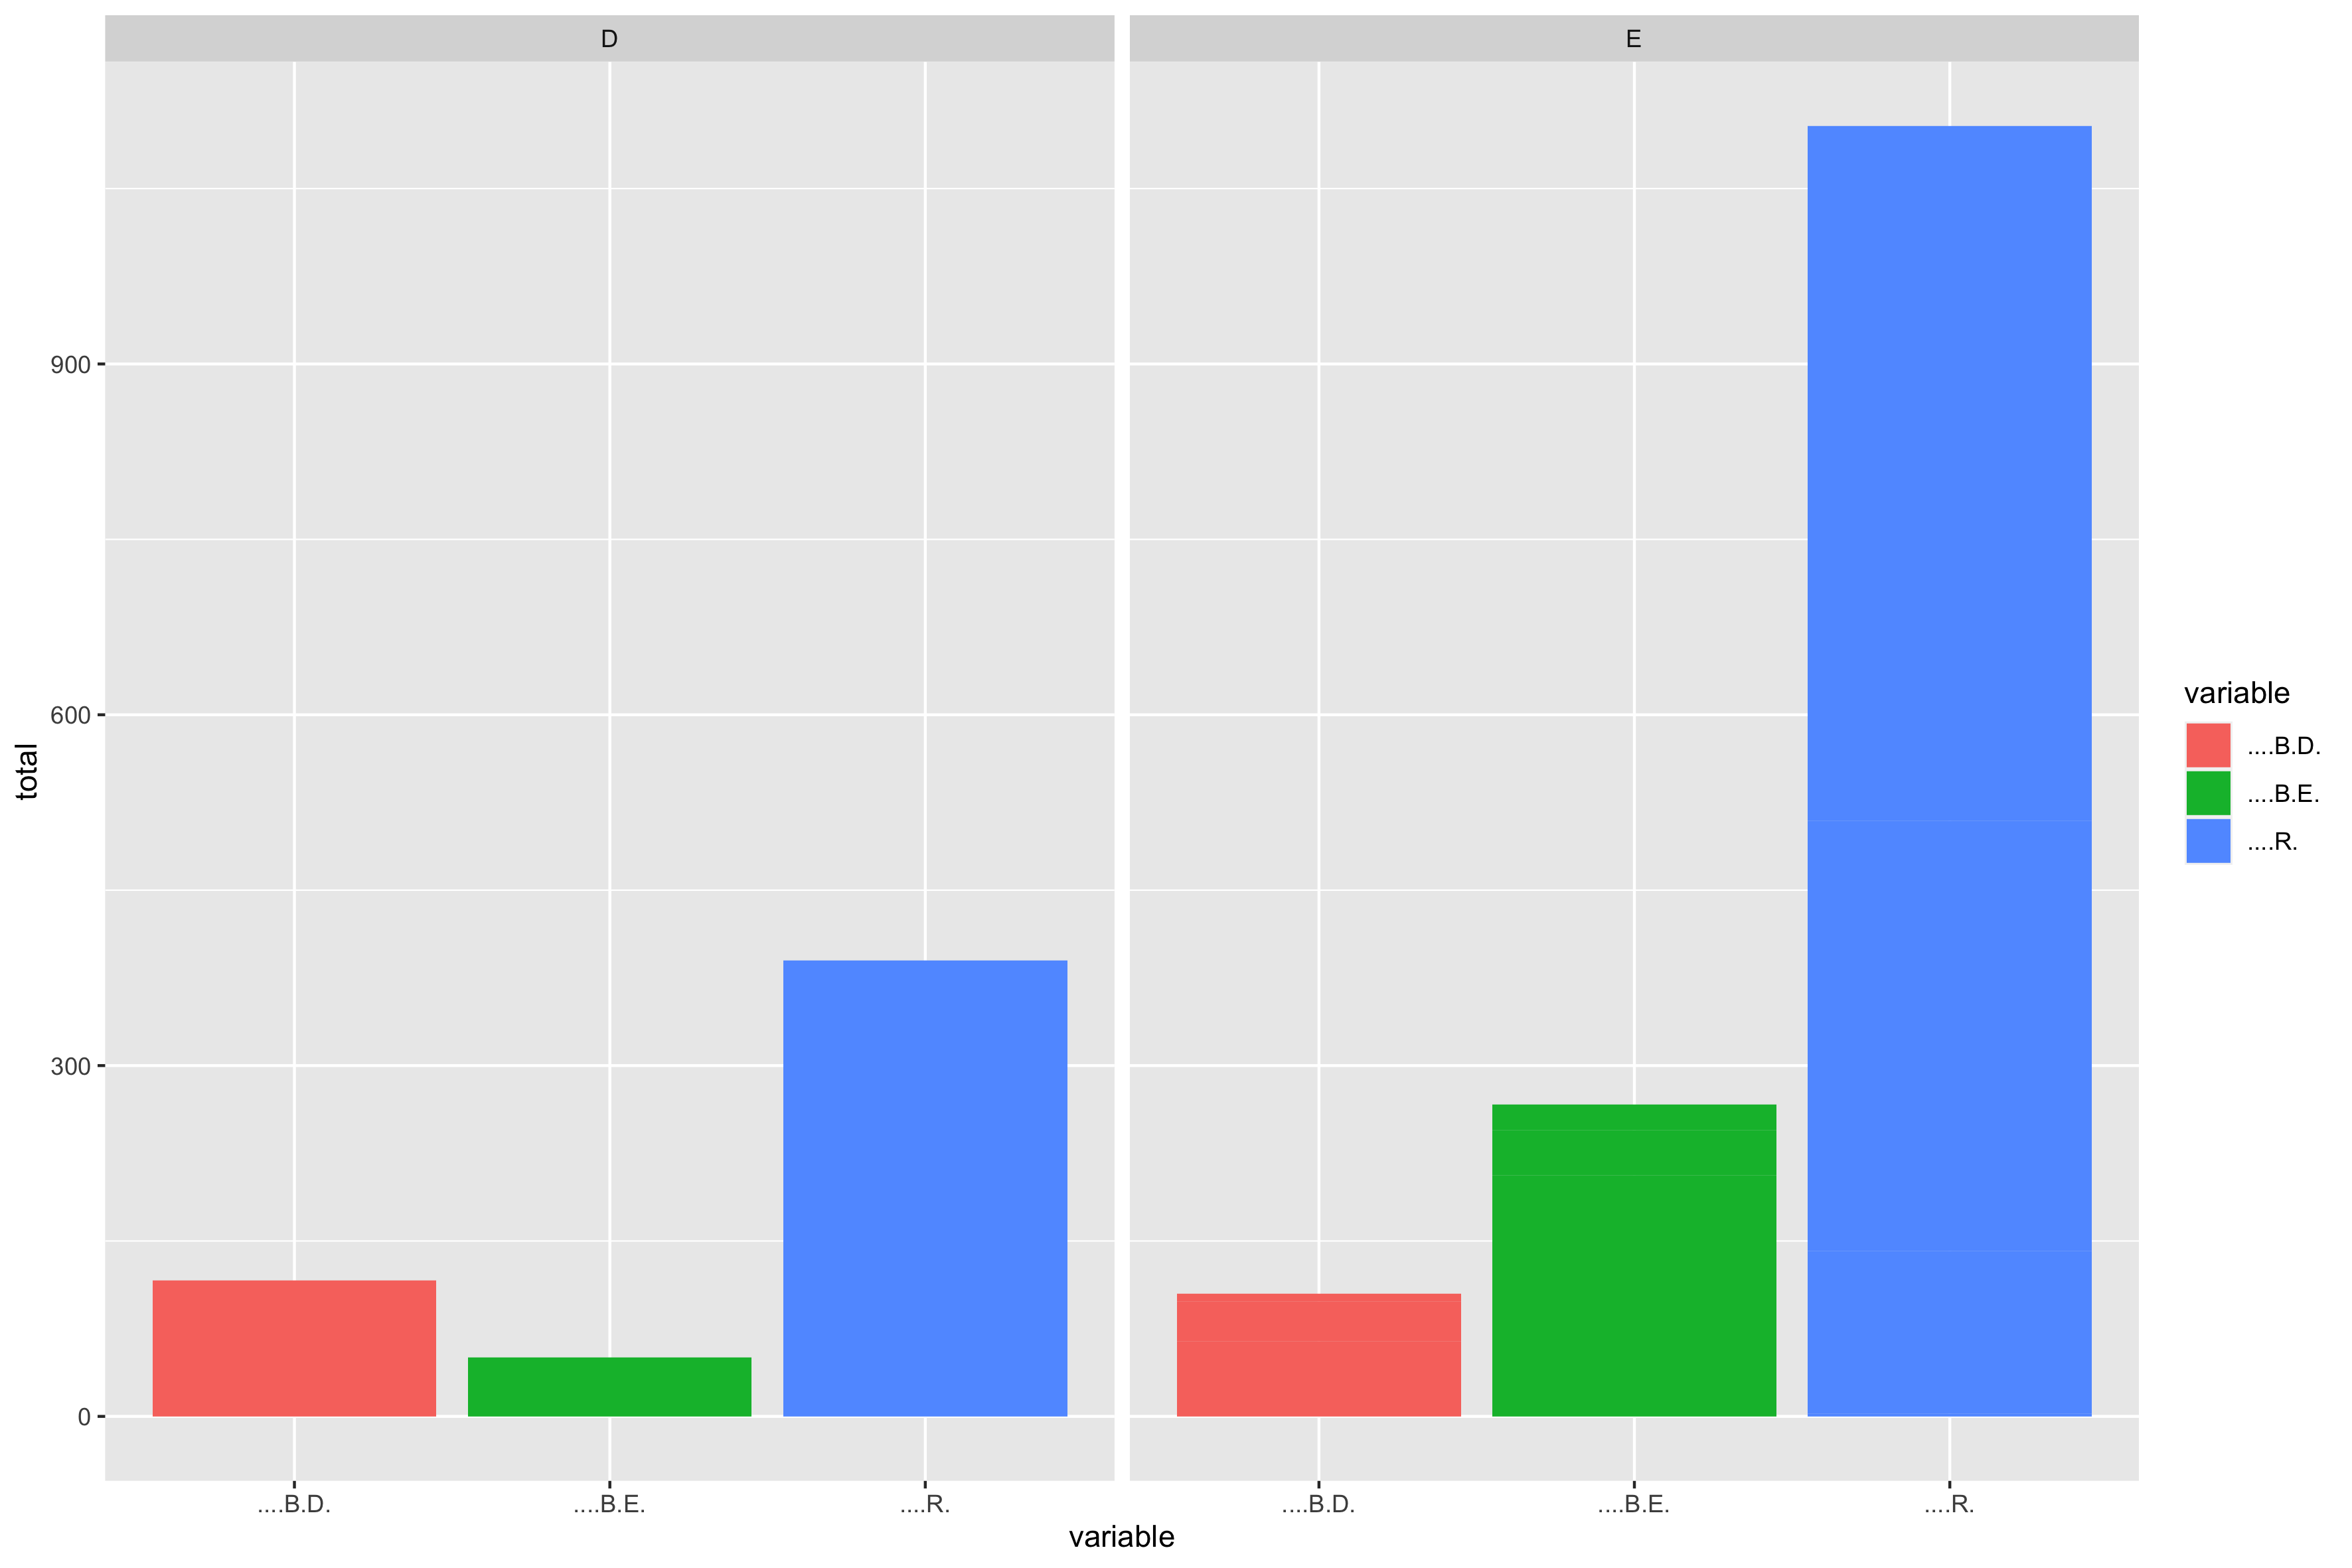 D
E
total
900
600
300
0
....B.D.
....B.E.
....R.
....B.D.
....B.E.
....R.
variable
variable
....B.D.
....B.E.
....R.